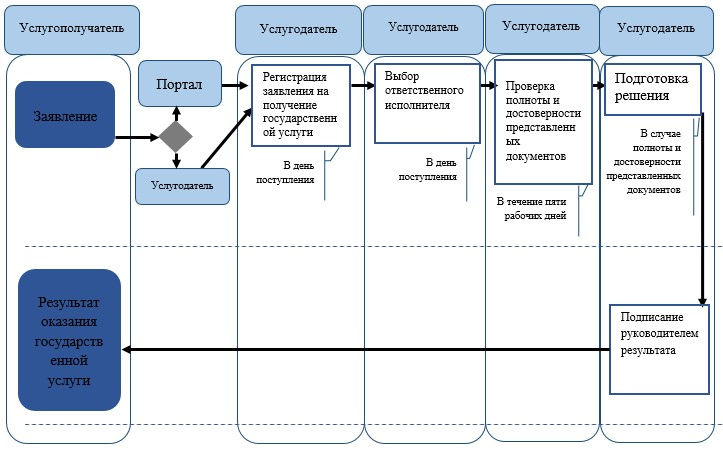 Услугополучатель
Услугодатель
Услугодатель
Услугодатель
Услугодатель
Заявление
Портал
Услугодатель
Регистрация
заявления на
получение
государственн
ой услуги
В день
поступления
Выбор
ответственного
исполнителя
В день
поступления
Проверка
полноты и
достоверности
представленн
ых
документов
В течение пяти
рабочих дней
Подготовка
решения
В случае
полноты и
достоверности
представленных
документов
Результат
оказания
государств
енной
услуги
Подписание
руководителем
результата